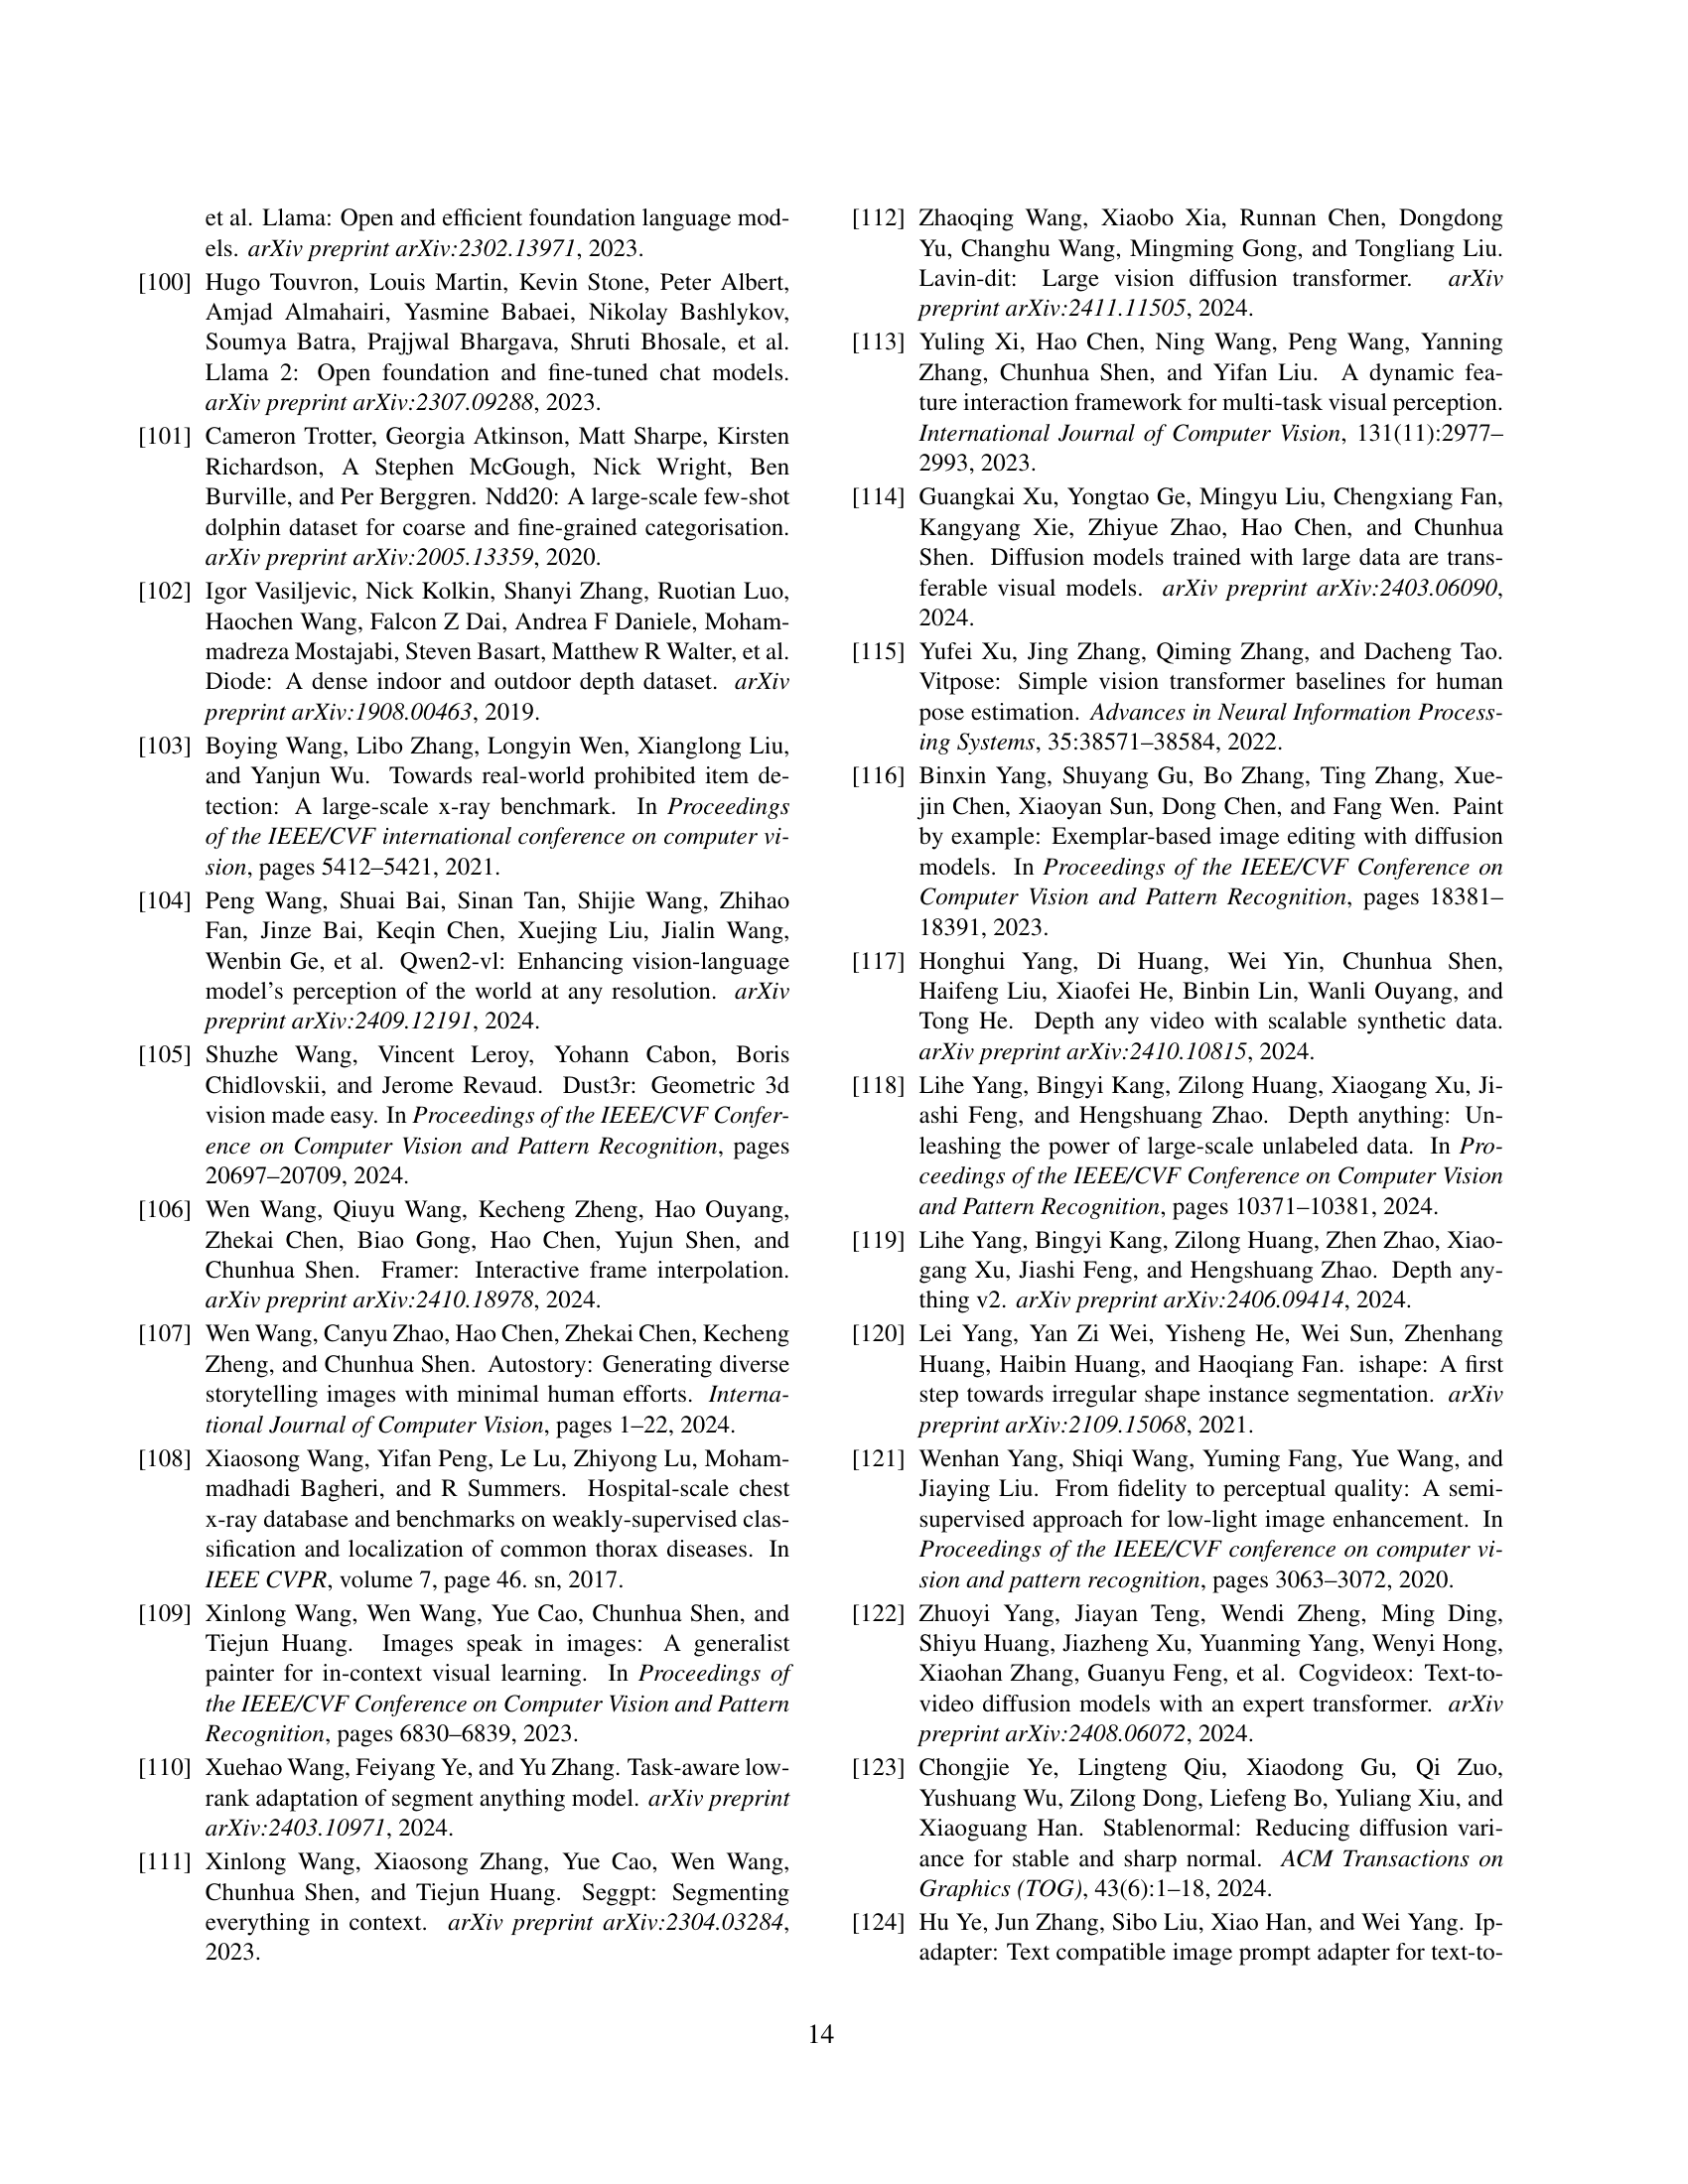 et al. Llama: Open and efficient foundation language mod-
els. arXiv preprint arXiv:2302.13971, 2023.
[100] Hugo Touvron, Louis Martin, Kevin Stone, Peter Albert,
Amjad Almahairi, Yasmine Babaei, Nikolay Bashlykov,
Soumya Batra, Prajjwal Bhargava, Shruti Bhosale, et al.
Llama 2: Open foundation and fine-tuned chat models.
arXiv preprint arXiv:2307.09288, 2023.
[101] Cameron Trotter, Georgia Atkinson, Matt Sharpe, Kirsten
Richardson, A Stephen McGough, Nick Wright, Ben
Burville, and Per Berggren. Ndd20: A large-scale few-shot
dolphin dataset for coarse and fine-grained categorisation.
arXiv preprint arXiv:2005.13359, 2020.
[102] Igor Vasiljevic, Nick Kolkin, Shanyi Zhang, Ruotian Luo,
Haochen Wang, Falcon Z Dai, Andrea F Daniele, Moham-
madreza Mostajabi, Steven Basart, Matthew R Walter, et al.
Diode: A dense indoor and outdoor depth dataset. arXiv
preprint arXiv:1908.00463, 2019.
[103] Boying Wang, Libo Zhang, Longyin Wen, Xianglong Liu,
and Yanjun Wu. Towards real-world prohibited item de-
tection: A large-scale x-ray benchmark. In Proceedings
of the IEEE/CVF international conference on computer vi-
sion, pages 5412–5421, 2021.
[104] Peng Wang, Shuai Bai, Sinan Tan, Shijie Wang, Zhihao
Fan, Jinze Bai, Keqin Chen, Xuejing Liu, Jialin Wang,
Wenbin Ge, et al. Qwen2-vl: Enhancing vision-language
model's perception of the world at any resolution. arXiv
preprint arXiv:2409.12191, 2024.
[105] Shuzhe Wang, Vincent Leroy, Yohann Cabon, Boris
Chidlovskii, and Jerome Revaud. Dust3r: Geometric 3d
vision made easy. In Proceedings of the IEEE/CVF Confer-
ence on Computer Vision and Pattern Recognition, pages
20697–20709, 2024.
[106] Wen Wang, Qiuyu Wang, Kecheng Zheng, Hao Ouyang,
Zhekai Chen, Biao Gong, Hao Chen, Yujun Shen, and
Chunhua Shen. Framer: Interactive frame interpolation.
arXiv preprint arXiv:2410.18978, 2024.
[107] Wen Wang, Canyu Zhao, Hao Chen, Zhekai Chen, Kecheng
Zheng, and Chunhua Shen. Autostory: Generating diverse
storytelling images with minimal human efforts. Interna-
tional Journal of Computer Vision, pages 1–22, 2024.
[108] Xiaosong Wang, Yifan Peng, Le Lu, Zhiyong Lu, Moham-
madhadi Bagheri, and R Summers. Hospital-scale chest
x-ray database and benchmarks on weakly-supervised clas-
sification and localization of common thorax diseases. In
IEEE CVPR, volume 7, page 46. sn, 2017.
[109] Xinlong Wang, Wen Wang, Yue Cao, Chunhua Shen, and
Tiejun Huang. Images speak in images: A generalist
painter for in-context visual learning. In Proceedings of
the IEEE/CVF Conference on Computer Vision and Pattern
Recognition, pages 6830–6839, 2023.
[110] Xuehao Wang, Feiyang Ye, and Yu Zhang. Task-aware low-
rank adaptation of segment anything model. arXiv preprint
arXiv:2403.10971, 2024.
[111] Xinlong Wang, Xiaosong Zhang, Yue Cao, Wen Wang,
Chunhua Shen, and Tiejun Huang. Seggpt: Segmenting
everything in context. arXiv preprint arXiv:2304.03284,
2023.
[112] Zhaoqing Wang, Xiaobo Xia, Runnan Chen, Dongdong
Yu, Changhu Wang, Mingming Gong, and Tongliang Liu.
Lavin-dit: Large vision diffusion transformer. arXiv
preprint arXiv:2411.11505, 2024.
[113] Yuling Xi, Hao Chen, Ning Wang, Peng Wang, Yanning
Zhang, Chunhua Shen, and Yifan Liu. A dynamic fea-
ture interaction framework for multi-task visual perception.
International Journal of Computer Vision, 131(11):2977–
2993, 2023.
[114] Guangkai Xu, Yongtao Ge, Mingyu Liu, Chengxiang Fan,
Kangyang Xie, Zhiyue Zhao, Hao Chen, and Chunhua
Shen. Diffusion models trained with large data are trans-
ferable visual models. arXiv preprint arXiv:2403.06090,
2024.
[115] Yufei Xu, Jing Zhang, Qiming Zhang, and Dacheng Tao.
Vitpose: Simple vision transformer baselines for human
pose estimation. Advances in Neural Information Process-
ing Systems, 35:38571–38584, 2022.
[116] Binxin Yang, Shuyang Gu, Bo Zhang, Ting Zhang, Xue-
jin Chen, Xiaoyan Sun, Dong Chen, and Fang Wen. Paint
by example: Exemplar-based image editing with diffusion
models. In Proceedings of the IEEE/CVF Conference on
Computer Vision and Pattern Recognition, pages 18381–
18391, 2023.
[117] Honghui Yang, Di Huang, Wei Yin, Chunhua Shen,
Haifeng Liu, Xiaofei He, Binbin Lin, Wanli Ouyang, and
Tong He. Depth any video with scalable synthetic data.
arXiv preprint arXiv:2410.10815, 2024.
[118] Lihe Yang, Bingyi Kang, Zilong Huang, Xiaogang Xu, Ji-
ashi Feng, and Hengshuang Zhao. Depth anything: Un-
leashing the power of large-scale unlabeled data. In Pro-
ceedings of the IEEE/CVF Conference on Computer Vision
and Pattern Recognition, pages 10371–10381, 2024.
[119] Lihe Yang, Bingyi Kang, Zilong Huang, Zhen Zhao, Xiao-
gang Xu, Jiashi Feng, and Hengshuang Zhao. Depth any-
thing v2. arXiv preprint arXiv:2406.09414, 2024.
[120] Lei Yang, Yan Zi Wei, Yisheng He, Wei Sun, Zhenhang
Huang, Haibin Huang, and Haoqiang Fan. ishape: A first
step towards irregular shape instance segmentation. arXiv
preprint arXiv:2109.15068, 2021.
[121] Wenhan Yang, Shiqi Wang, Yuming Fang, Yue Wang, and
Jiaying Liu. From fidelity to perceptual quality: A semi-
supervised approach for low-light image enhancement. In
Proceedings of the IEEE/CVF conference on computer vi-
sion and pattern recognition, pages 3063–3072, 2020.
[122] Zhuoyi Yang, Jiayan Teng, Wendi Zheng, Ming Ding,
Shiyu Huang, Jiazheng Xu, Yuanming Yang, Wenyi Hong,
Xiaohan Zhang, Guanyu Feng, et al. Cogvideox: Text-to-
video diffusion models with an expert transformer. arXiv
preprint arXiv:2408.06072, 2024.
[123] Chongjie Ye, Lingteng Qiu, Xiaodong Gu, Qi Zuo,
Yushuang Wu, Zilong Dong, Liefeng Bo, Yuliang Xiu, and
Xiaoguang Han. Stablenormal: Reducing diffusion vari-
ance for stable and sharp normal. ACM Transactions on
Graphics (TOG), 43(6):1–18, 2024.
[124] Hu Ye, Jun Zhang, Sibo Liu, Xiao Han, and Wei Yang. Ip-
adapter: Text compatible image prompt adapter for text-to-
14